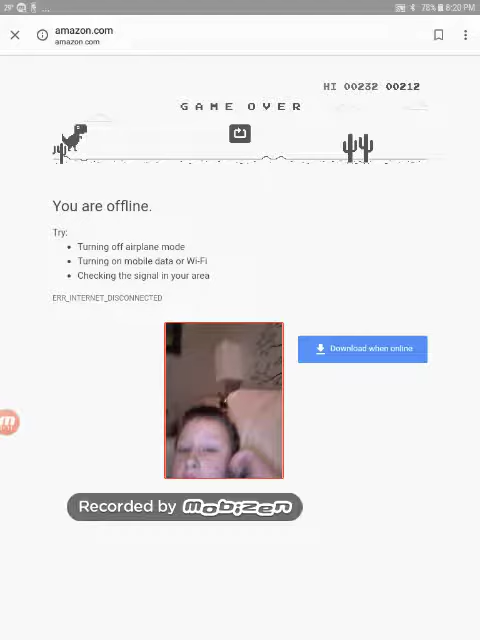 29°
...
78% 8:20 PM
amazon.com
amazon.com
HI 00232 00212
GAME OVER
You are offline.
Try:
Turning off airplane mode
Turning on mobile data or Wi-Fi
Checking the signal in your area
ERR_INTERNET_DISCONNECTED
Download when online
m
Recorded by Mobizen